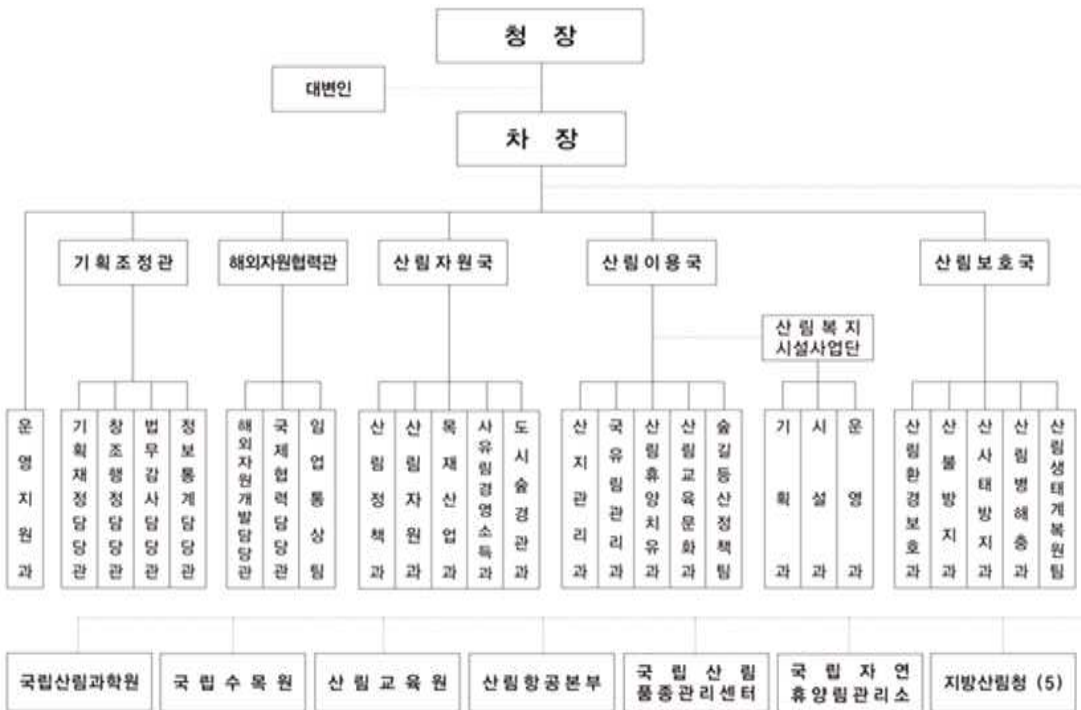 청 장
대변인
차 장
기획조정관
해외자원협력관
산림자원국
산림이용국
산림보호국
산림복지
시설사업단
운영지원과
기획재정담당관
창조행정담당관
법무감사담당관
정보통계담당관
해외자원개발담당관
국제협력담당관
임업통상팀
산림정책과
산림자원과
목재산업과
사유림경영소득과
도시숲경관과
산지관리과
국유림관리과
산림휴양치유과
산림교육문화과
숲길등산정책팀
기획과
시설과
운영과
산림환경보호과
산불방지과
산사태방지과
산림병해충과
산림생태계복원팀
국립산림과학원
국립수목원
산림교육원
산림항공본부
국립산림
품종관리센터
국립자연
휴양림관리소
지방산림청 (5)